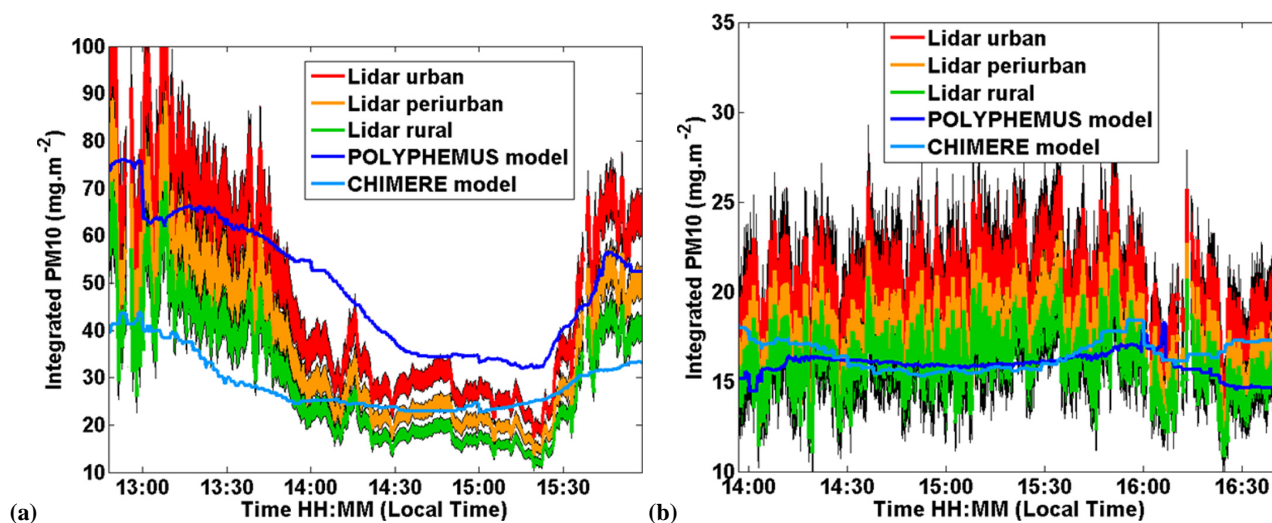 100
90
80
70
60
50
40
30
20
10
Integrated PM10 (mg.m-2)
Lidar urban
Lidar periurban
Lidar rural
POLYPHEMUS model
CHIMERE model
13:00 13:30 14:00 14:30 15:00 15:30
Time HH:MM (Local Time)
(a)
35
30
25
20
15
10
Integrated PM10 (mg.m-2)
Lidar urban
Lidar periurban
Lidar rural
POLYPHEMUS model
CHIMERE model
14:00 14:30 15:00 15:30 16:00 16:30
Time HH:MM (Local Time)
(b)